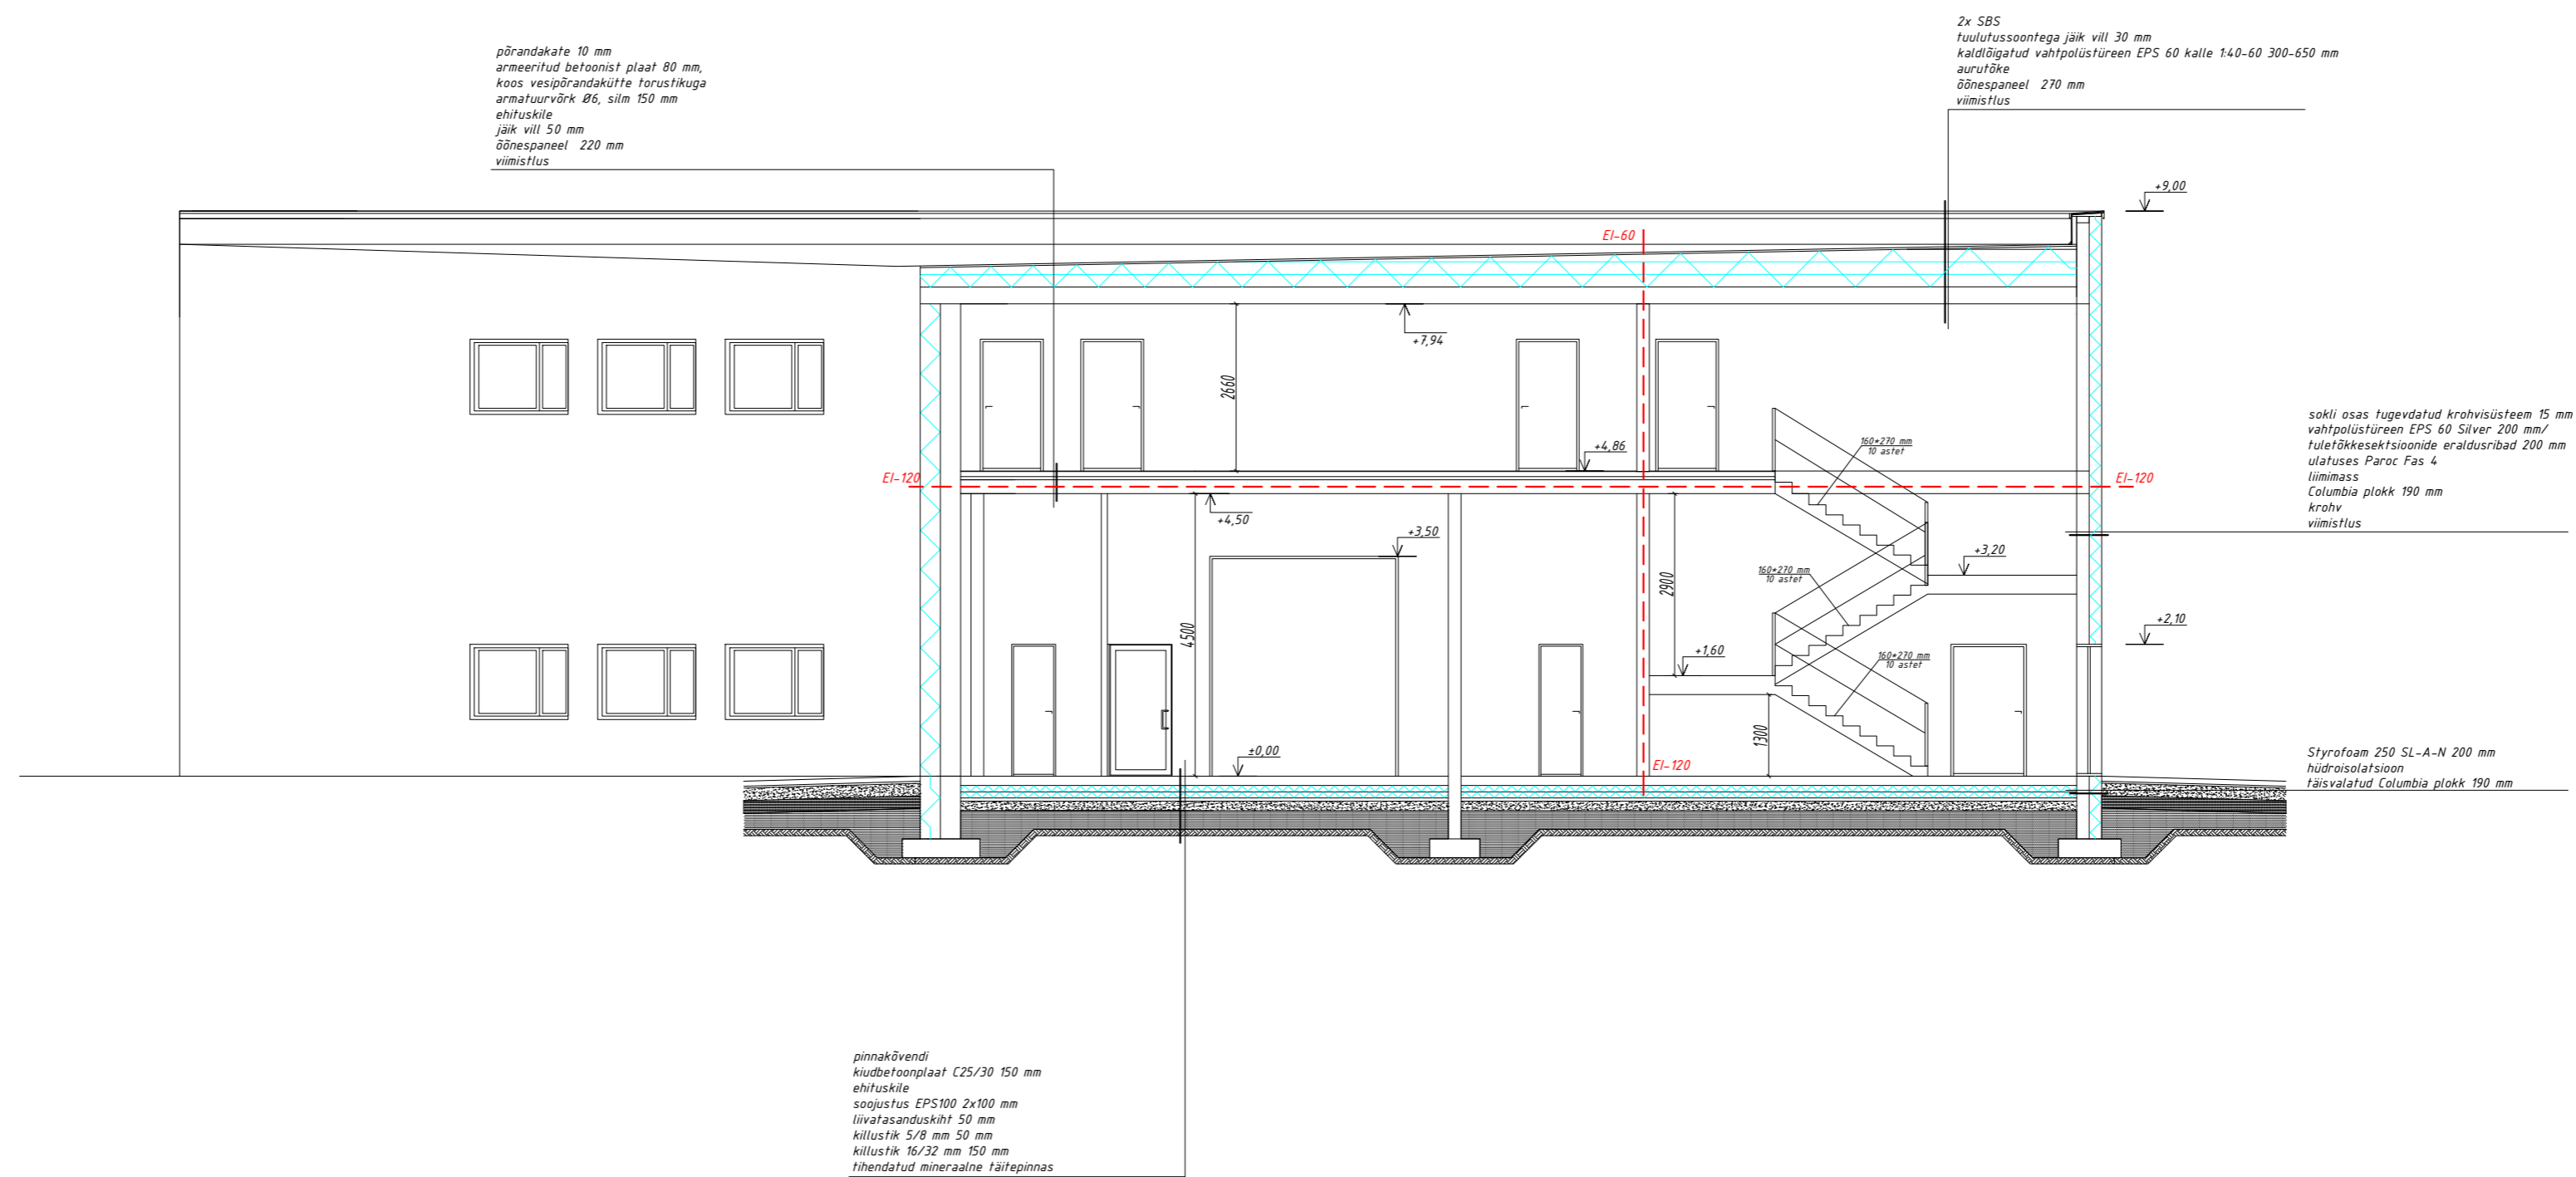 2x SBS
tuulutussoontega jäik vill 30 mm
kaldlõigatud vahtpolüstüreen EPS 60 kalle 1:40-60 300-650 mm
aurutõke
õõnespaneel 270 mm
viimistlus
põrandakate 10 mm
armeeritud betoonist plaat 80 mm,
koos vesipõrandakütte torustikuga
armatuurvõrk Ø6, silm 150 mm
ehituskile
jäik vill 50 mm
õõnespaneel 220 mm
viimistlus
+9,00
EI-60
+7,94
2660
+4,86
160*270 mm
10 astet
EI-120
EI-120
+4,50
+3,50
+3,20
160*270 mm
10 astet
2900
4500
+2,10
+1,60
160*270 mm
10 astet
1300
±0,00
EI-120
sokli osas tugevdatud krohvisüsteem 15 mm
vahtpolüstüreen EPS 60 Silver 200 mm/
tuletõkkesektsioonide eraldusribad 200 mm
ulatuses Paroc Fas 4
liimimass
Columbia plokk 190 mm
krohv
viimistlus
Styrofoam 250 SL-A-N 200 mm
hüdroisolatsioon
täisvalatud Columbia plokk 190 mm
pinnakõvendi
kiudbetoonplaat C25/30 150 mm
ehituskile
soojustus EPS100 2x100 mm
liivatasanduskiht 50 mm
killustik 5/8 mm 50 mm
killustik 16/32 mm 150 mm
tihendatud mineraalne täitepinnas